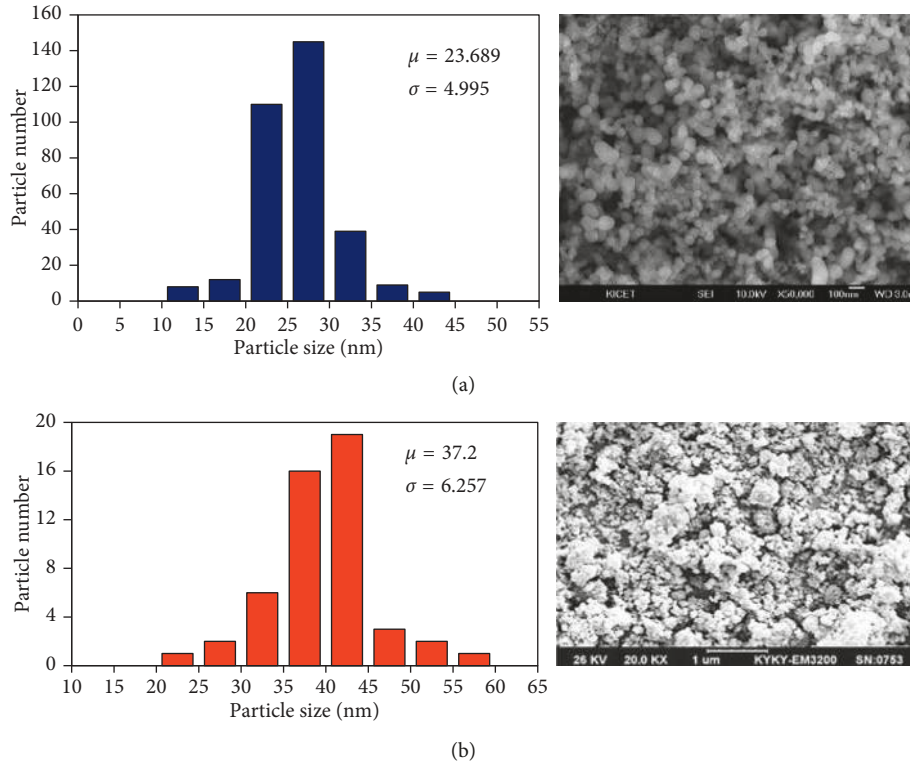 160
140
120
100
80
60
40
20
0
Particle number
μ = 23.689
σ = 4.995
0 5 10 15 20 25 30 35 40 45 50 55
Particle size (nm)
KICET SEI 10.0kV X50,000 100nm WD 3.0
(a)
20
16
12
8
4
0
Particle number
μ = 37.2
σ = 6.257
10 15 20 25 30 35 40 45 50 55 60 65
Particle size (nm)
26 KV 20.0 KX 1 um KYKY-EM3200 SN:0753
(b)